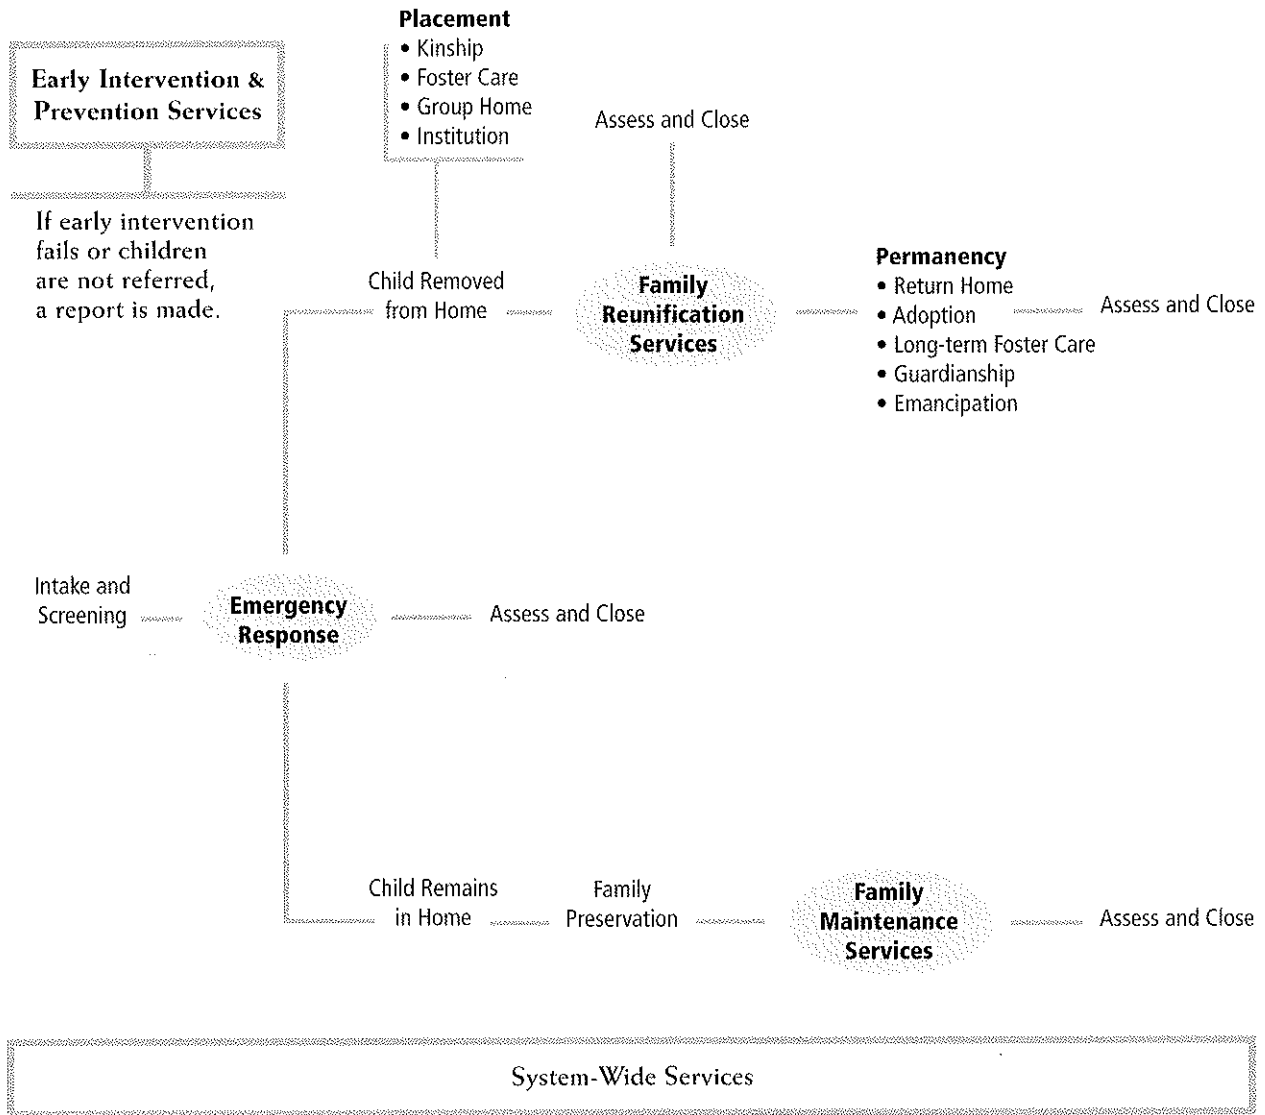 Early Intervention &
Prevention Services
If early intervention
fails or children
are not referred,
a report is made.
Placement
• Kinship
• Foster Care
• Group Home
• Institution
Assess and Close
Child Removed
from Home
Family
Reunification
Services
Permanency
• Return Home
• Adoption
• Long-term Foster Care
• Guardianship
• Emancipation
Assess and Close
Intake and
Screening
Emergency
Response
Assess and Close
Child Remains
in Home
Family
Preservation
Family
Maintenance
Services
Assess and Close
System-Wide Services